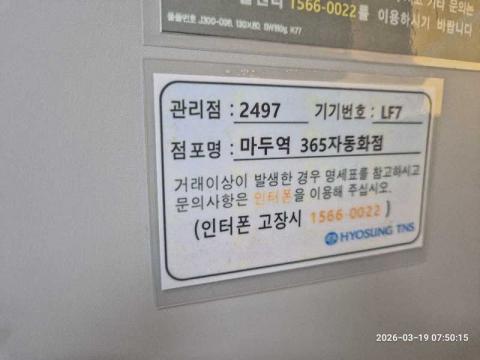 1566-0022를 이용하시기 바랍니다
관리점 : 2497 기기번호 : LF7
점포명 : 마두역 365자동화점
거래이상이 발생한 경우 명세표를 참고하시고
문의사항은 인터폰을 이용해 주십시오.
(인터폰 고장시 1566-0022 )
HYOSUNG TNS
2026-03-19 07:50:15